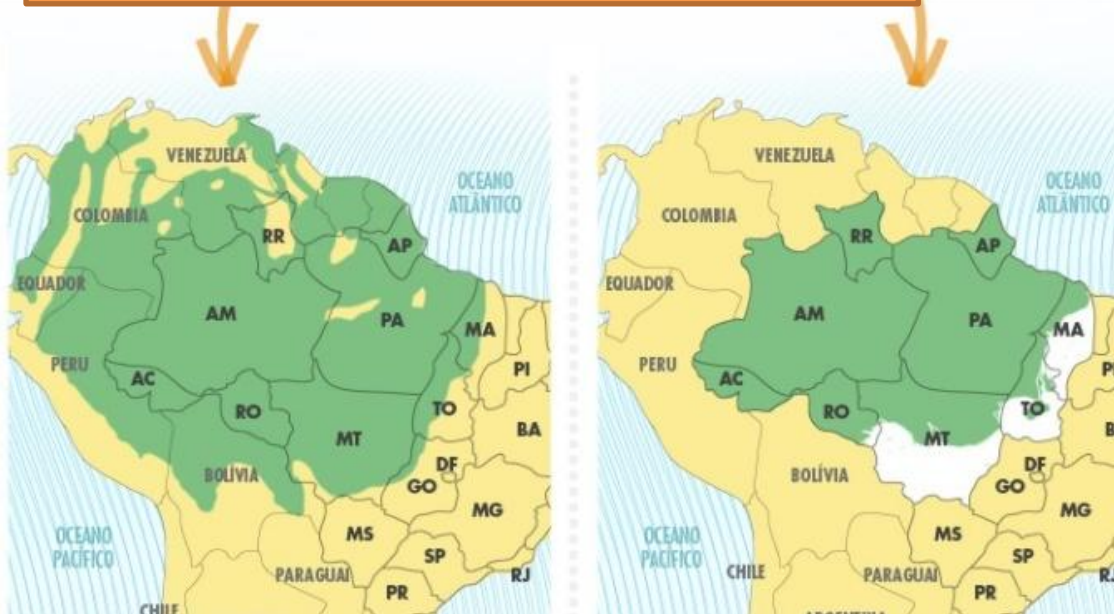 VENEZUELA
OCEANO
ATLÂNTICO
COLOMBIA
RR
AP
EQUADOR
AM
PA
MA
PERU
AC
PI
RO
TO
MT
BA
BOLÍVIA
DF
GO
MG
OCEANO
PACÍFICO
MS
SP
PARAGUAI
RJ
PR
CHILE
VENEZUELA
OCEANO
ATLÂNTICO
COLOMBIA
RR
AP
EQUADOR
AM
PA
MA
PERU
AC
RO
TO
MT
BOLÍVIA
DF
GO
MG
OCEANO
PACÍFICO
MS
SP
CHILE
PARAGUAI
PR